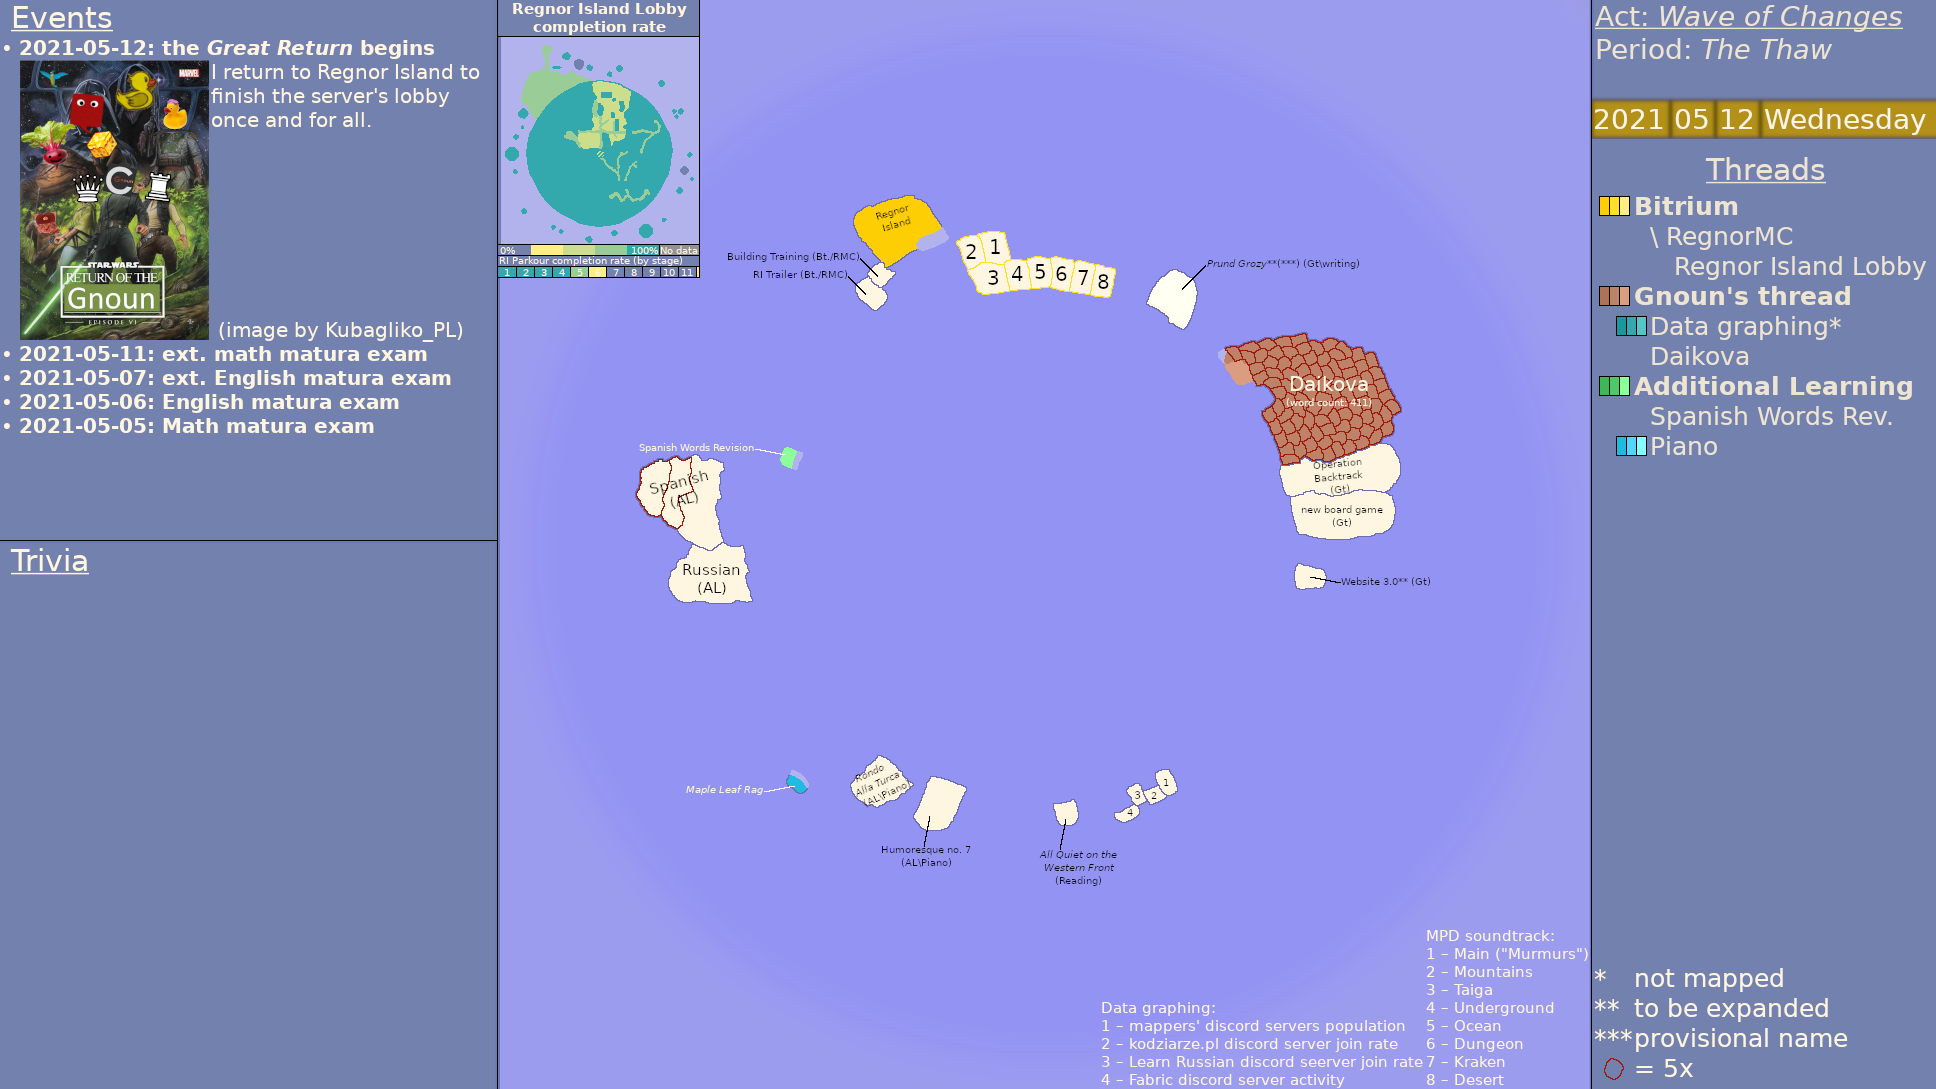 Events
• 2021-05-12: the Great Return begins
MARVEL
I return to Regnor Island to
finish the server's lobby
once and for all.
STAR WARS
RETURN OF THE
Gnoun
EPISODE VI
(image by Kubagliko_PL)
• 2021-05-11: ext. math matura exam
• 2021-05-07: ext. English matura exam
• 2021-05-06: English matura exam
• 2021-05-05: Math matura exam
Trivia
Regnor Island Lobby
completion rate
0% 100% No data
RI Parkour completion rate (by stage)
1 2 3 4 5 6 7 8 9 10 11
Regnor
Island
Building Training (Bt./RMC)
RI Trailer (Bt./RMC)
2 1
3 4 5 6 7 8
Prund Grozy**(***) (Gt\writing)
Daikova
(word count: 411)
Operation
Backtrack
(Gt)
new board game
(Gt)
Website 3.0** (Gt)
Spanish Words Revision
Spanish
(AL)
Russian
(AL)
Maple Leaf Rag
Rondo
Alla Turca
(AL\Piano)
Humoresque no. 7
(AL\Piano)
All Quiet on the
Western Front
(Reading)
1
3 2
4
Data graphing:
1 – mappers' discord servers population
2 – kodziarze.pl discord server join rate
3 – Learn Russian discord seerver join rate
4 – Fabric discord server activity
MPD soundtrack:
1 – Main ("Murmurs")
2 – Mountains
3 – Taiga
4 – Underground
5 – Ocean
6 – Dungeon
7 – Kraken
8 – Desert
Act: Wave of Changes
Period: The Thaw
2021 05 12 Wednesday
Threads
Bitrium
\ RegnorMC
Regnor Island Lobby
Gnoun's thread
Data graphing*
Daikova
Additional Learning
Spanish Words Rev.
Piano
* not mapped
** to be expanded
*** provisional name
= 5x